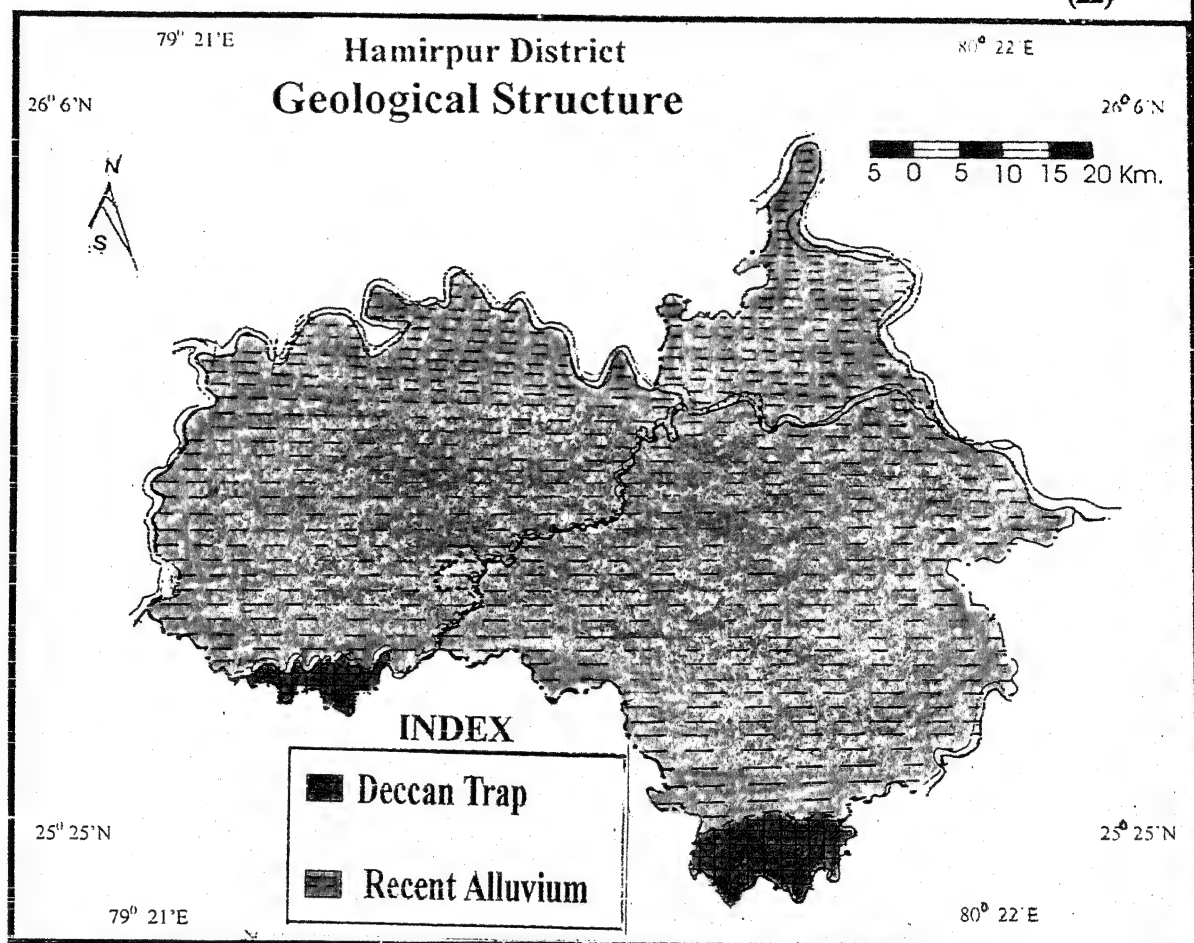 79° 21'E
Hamirpur District
80° 22'E
Geological Structure
26° 6'N
26° 6'N
N
S
5 0 5 10 15 20 Km.
INDEX
Deccan Trap
25° 25'N
25° 25'N
Recent Alluvium
79° 21'E
80° 22'E